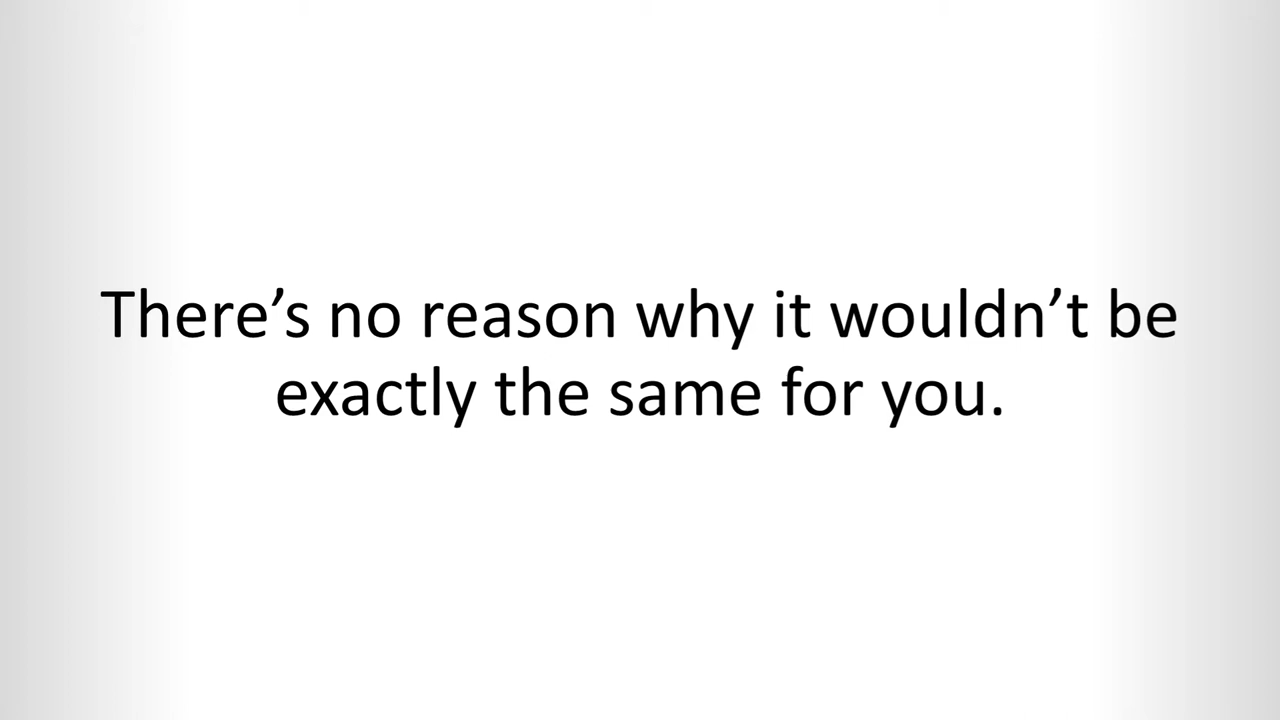 There’s no reason why it wouldn’t be
exactly the same for you.